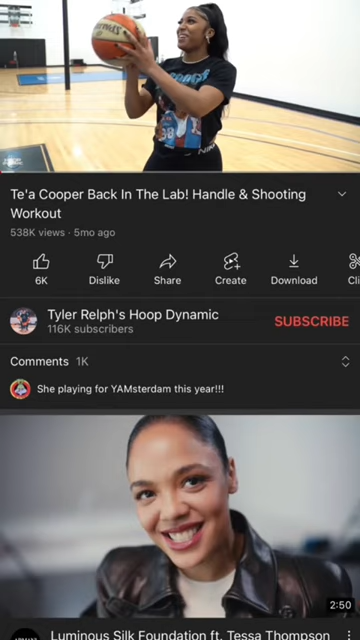 Te'a Cooper Back In The Lab! Handle & Shooting
Workout
538K views · 5mo ago
6K
Dislike
Share
Create
Download
Cli
Tyler Relph's Hoop Dynamic
116K subscribers
SUBSCRIBE
Comments 1K
She playing for YAMsterdam this year!!!
2:50
Luminous Silk Foundation ft. Tessa Thompson